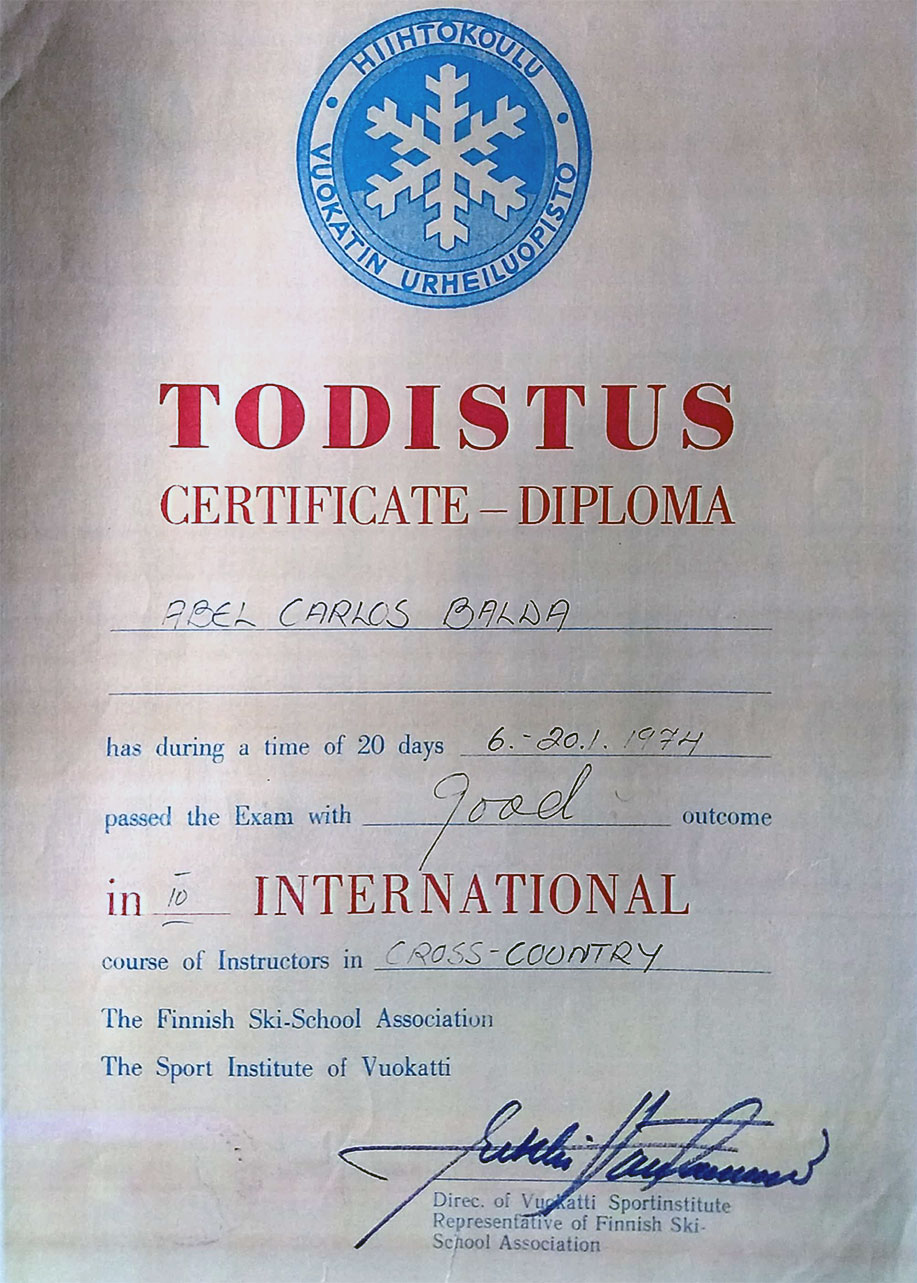 HIIHTOKOULU
VUOKATIN URHEILUOPISTO
TODISTUS
CERTIFICATE – DIPLOMA
ABEL CARLOS BALDA
has during a time of 20 days 6.-20.1. 1974
passed the Exam with good outcome
in 10 INTERNATIONAL
course of Instructors in CROSS-COUNTRY
The Finnish Ski-School Association
The Sport Institute of Vuokatti
Direc. of Vuokatti Sportinstitute
Representative of Finnish Ski-
School Association